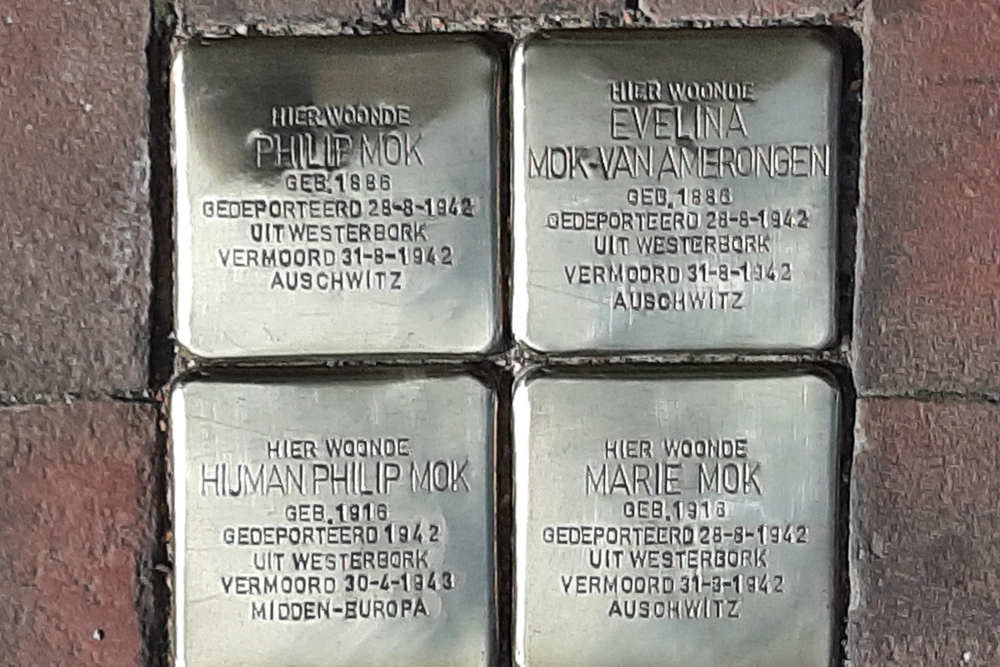 HIER WOONDE
PHILIP MOK
GEB. 1886
GEDEPORTEERD 28-8-1942
UIT WESTERBORK
VERMOORD 31-8-1942
AUSCHWITZ
HIER WOONDE
EVELINA
MOK-VAN AMERONGEN
GEB. 1886
GEDEPORTEERD 28-8-1942
UIT WESTERBORK
VERMOORD 31-8-1942
AUSCHWITZ
HIER WOONDE
HIJMAN PHILIP MOK
GEB. 1916
GEDEPORTEERD 1942
UIT WESTERBORK
VERMOORD 30-4-1943
MIDDEN-EUROPA
HIER WOONDE
MARIE MOK
GEB. 1918
GEDEPORTEERD 28-8-1942
UIT WESTERBORK
VERMOORD 31-8-1942
AUSCHWITZ